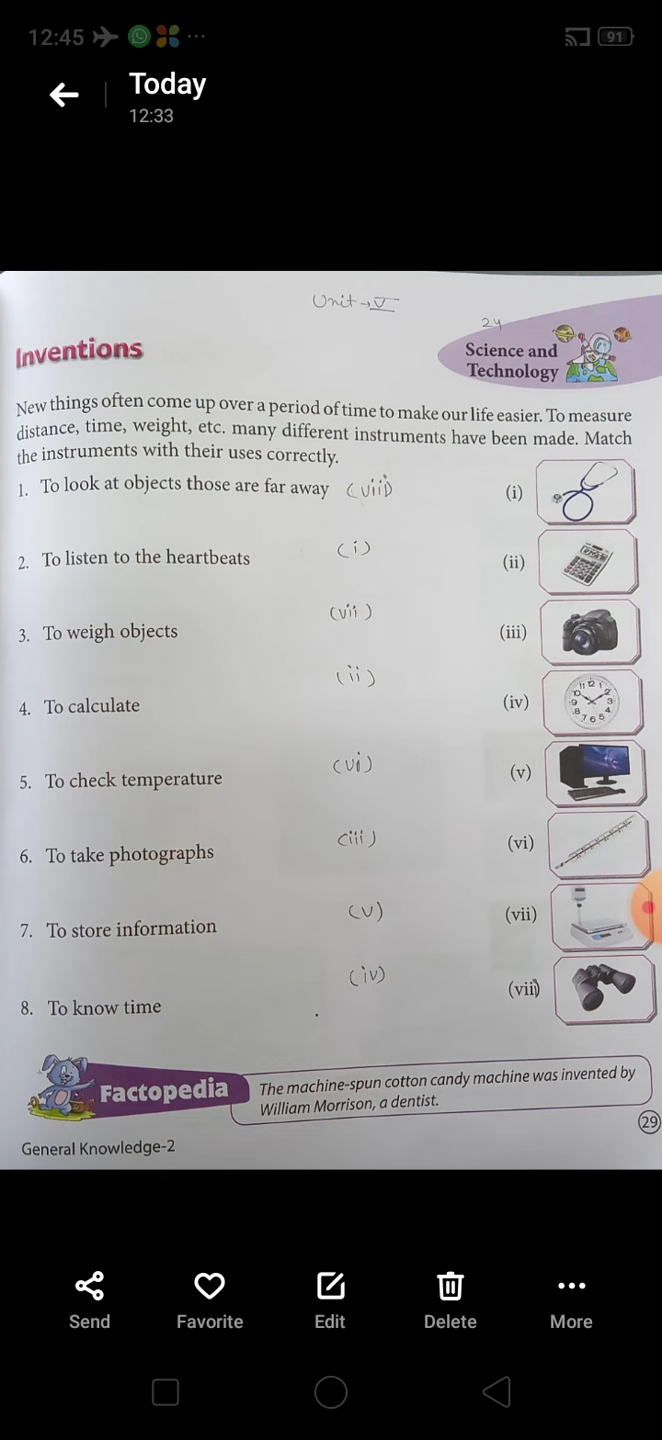 12:45
91
Today
12:33
Unit → V
24
Inventions
Science and
Technology
New things often come up over a period of time to make our life easier. To measure
distance, time, weight, etc. many different instruments have been made. Match
the instruments with their uses correctly.
1. To look at objects those are far away (viii) (i)
2. To listen to the heartbeats (i) (ii)
3. To weigh objects (vii) (iii)
4. To calculate (ii) (iv)
5. To check temperature (vi) (v)
6. To take photographs (iii) (vi)
7. To store information (v) (vii)
8. To know time (iv) (viii)
Factopedia
The machine-spun cotton candy machine was invented by
William Morrison, a dentist.
29
General Knowledge-2
Send Favorite Edit Delete More